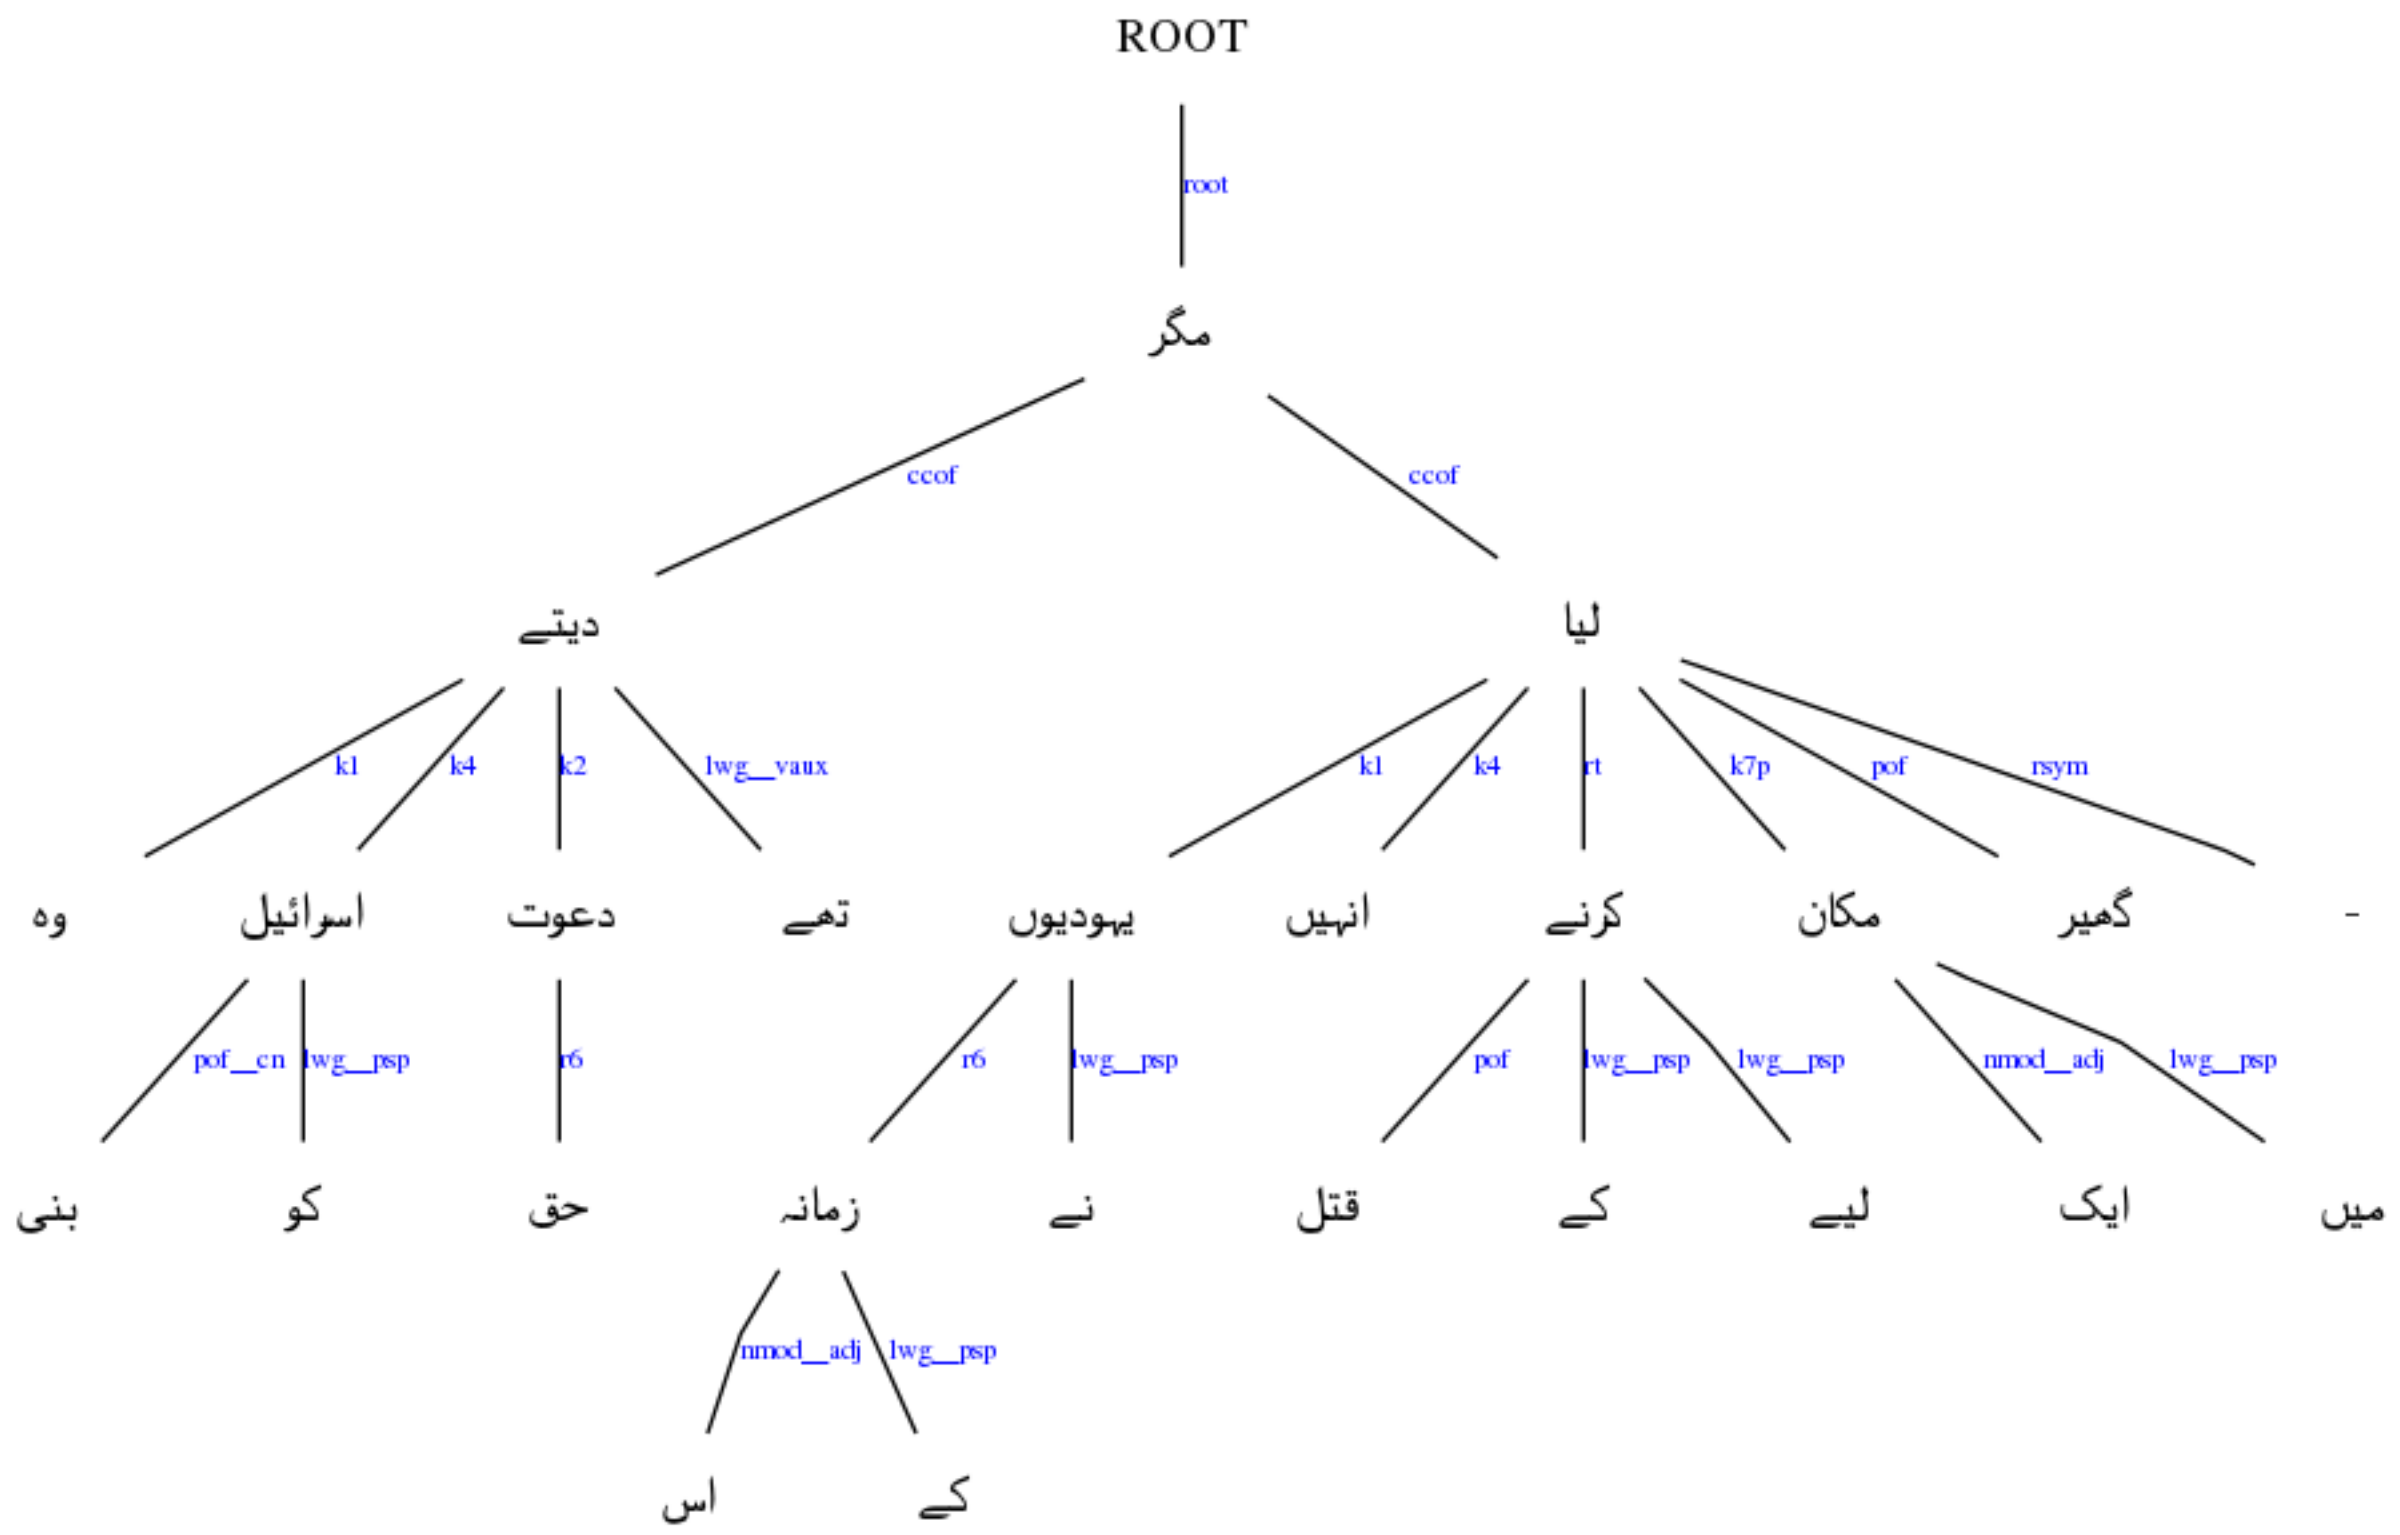 ROOT
root
مگر
ccof ccof
دیتے لیا
k1 k4 k2 lwg__vaux k1 k4 rt k7p pof rsym
وہ اسرائیل دعوت تھے یہودیوں انہیں کرنے مکان گھیر -
pof__cn lwg__psp r6 r6 lwg__psp pof lwg__psp lwg__psp nmod__adj lwg__psp
بنی کو حق زمانہ نے قتل کے لیے ایک میں
nmod__adj lwg__psp
اس کے